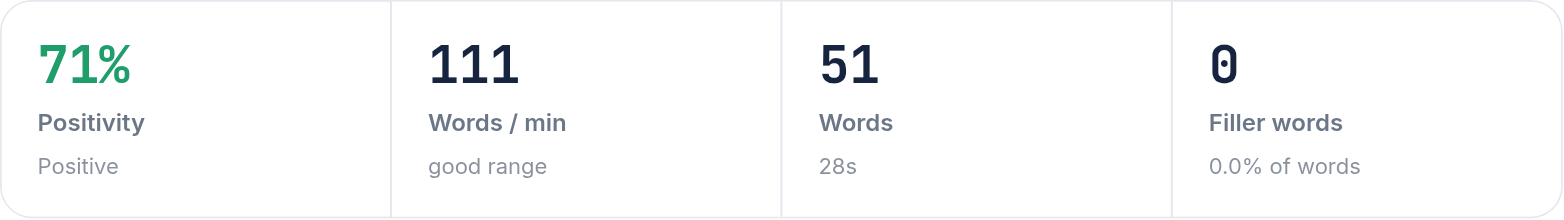 71%
Positivity
Positive
111
Words / min
good range
51
Words
28s
0
Filler words
0.0% of words